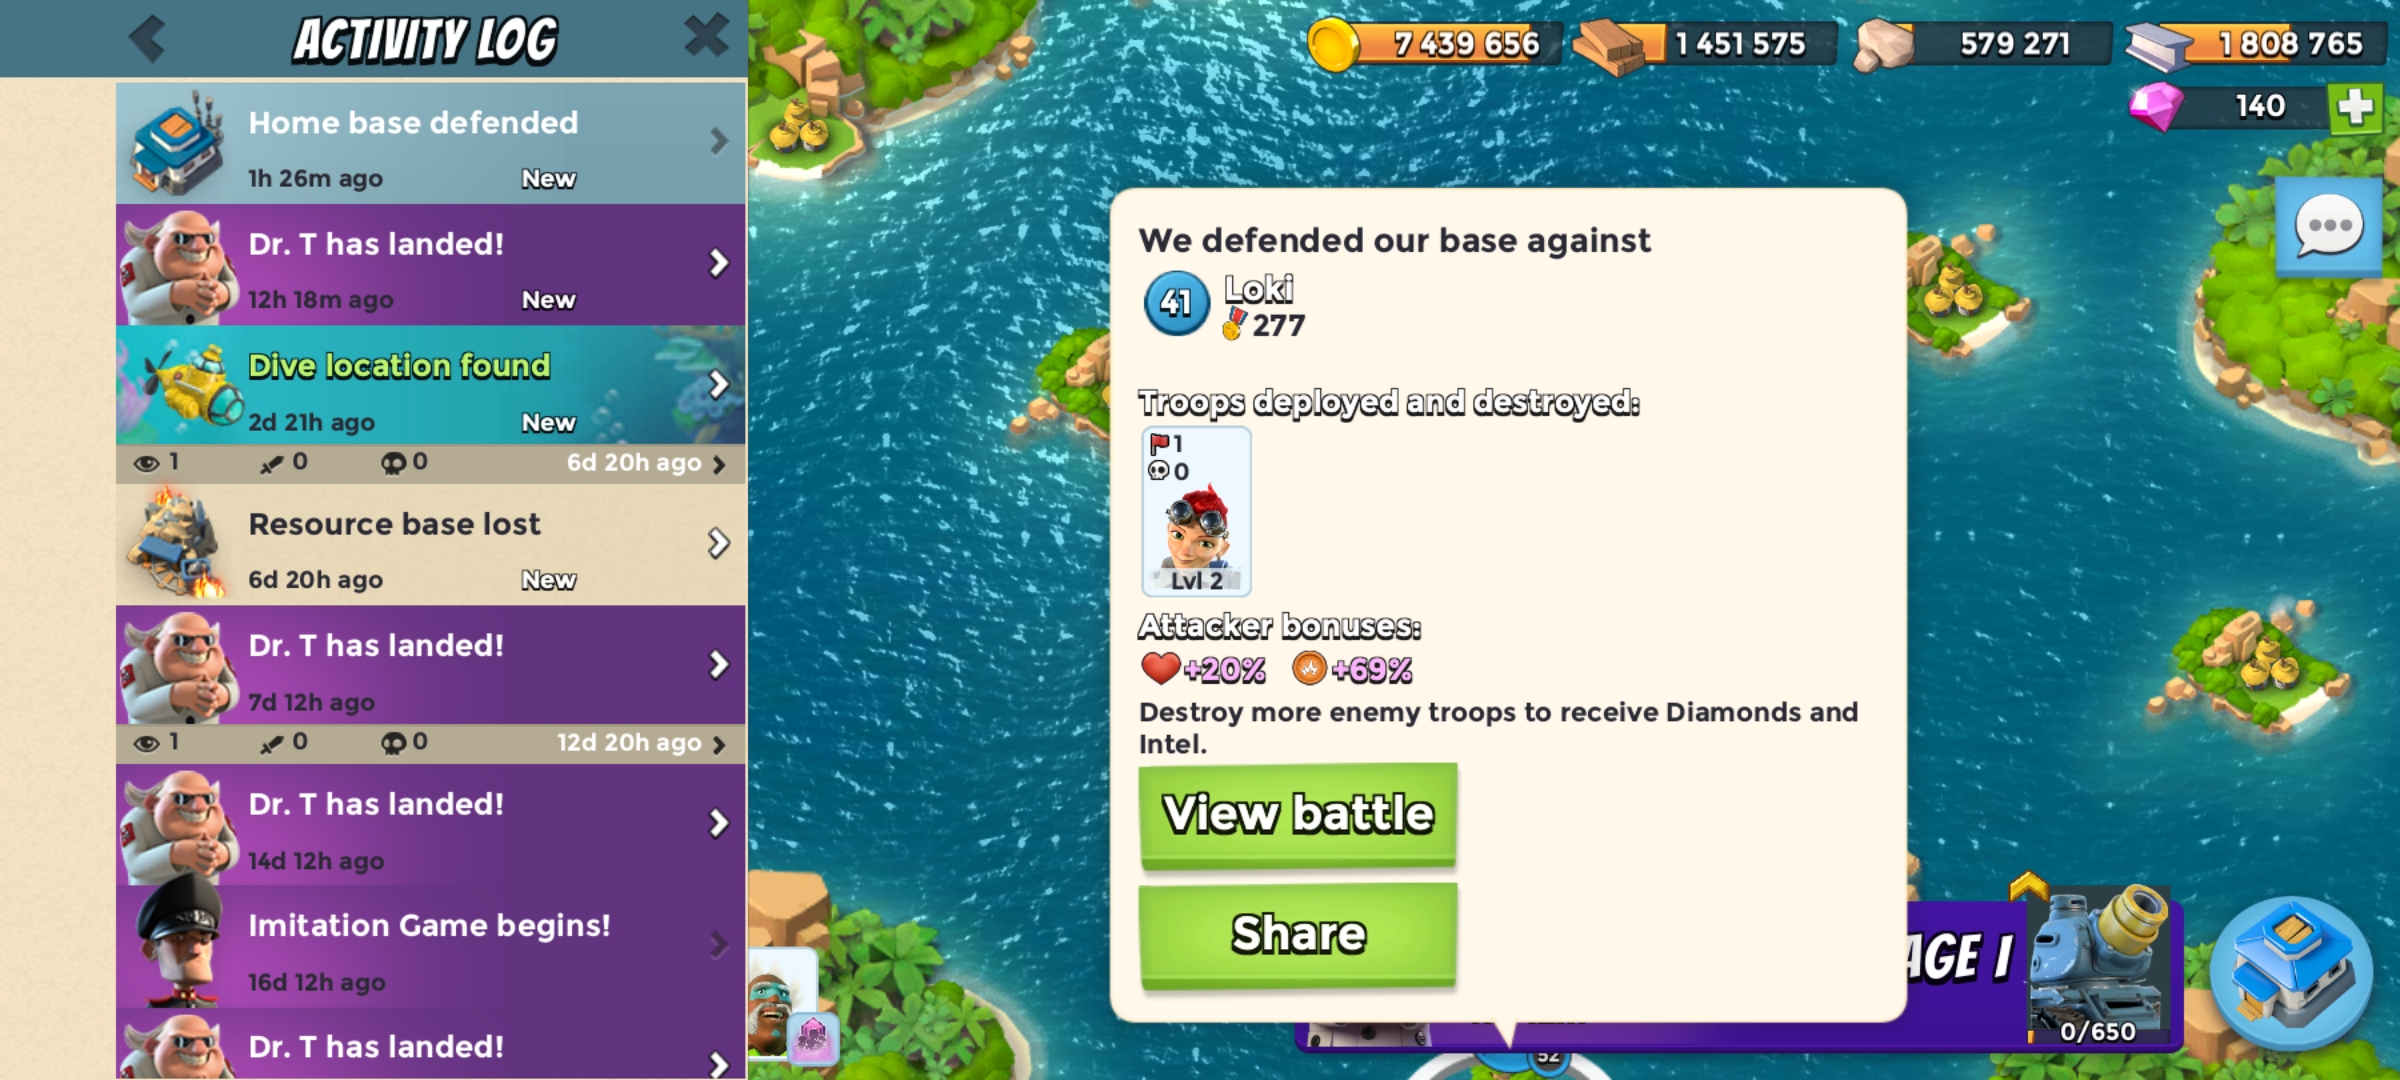 ACTIVITY LOG
Home base defended
1h 26m ago New
Dr. T has landed!
12h 18m ago New
Dive location found
2d 21h ago New
1 0 0 6d 20h ago
Resource base lost
6d 20h ago New
Dr. T has landed!
7d 12h ago
1 0 0 12d 20h ago
Dr. T has landed!
14d 12h ago
Imitation Game begins!
16d 12h ago
Dr. T has landed!
7 439 656 1 451 575 579 271 1 808 765
140
We defended our base against
41 Loki
277
Troops deployed and destroyed:
1
0
Lvl 2
Attacker bonuses:
+20% +69%
Destroy more enemy troops to receive Diamonds and
Intel.
View battle
Share
AGE I
0/650
52